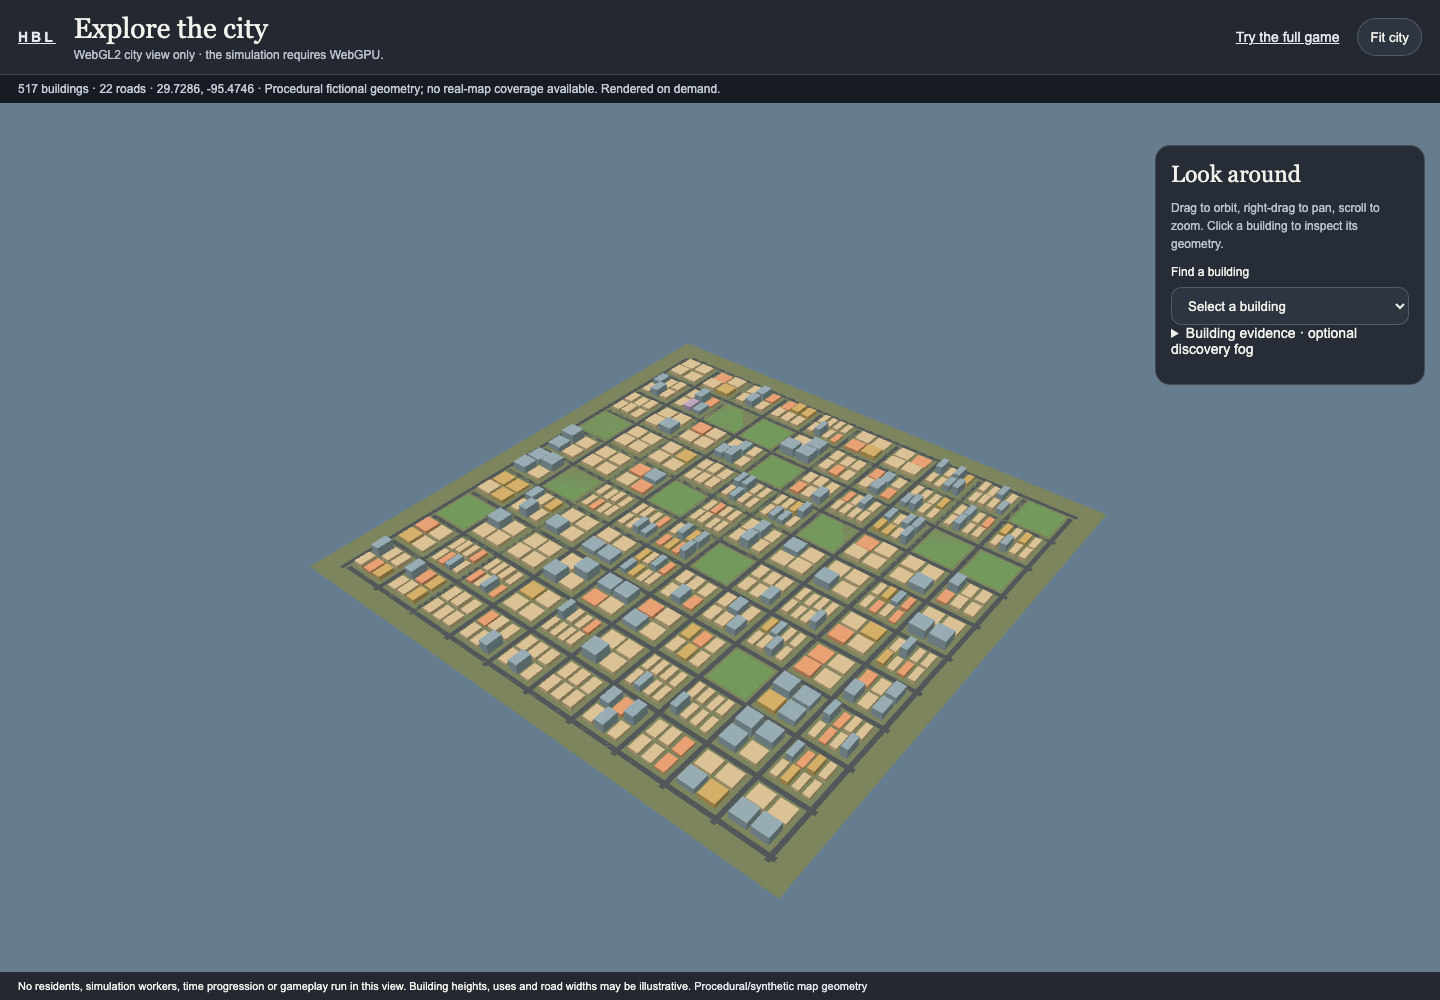 HBL
Explore the city
WebGL2 city view only · the simulation requires WebGPU.
Try the full game
Fit city
517 buildings · 22 roads · 29.7286, -95.4746 · Procedural fictional geometry; no real-map coverage available. Rendered on demand.
Look around
Drag to orbit, right-drag to pan, scroll to
zoom. Click a building to inspect its
geometry.
Find a building
Select a building
Building evidence · optional
discovery fog
No residents, simulation workers, time progression or gameplay run in this view. Building heights, uses and road widths may be illustrative. Procedural/synthetic map geometry